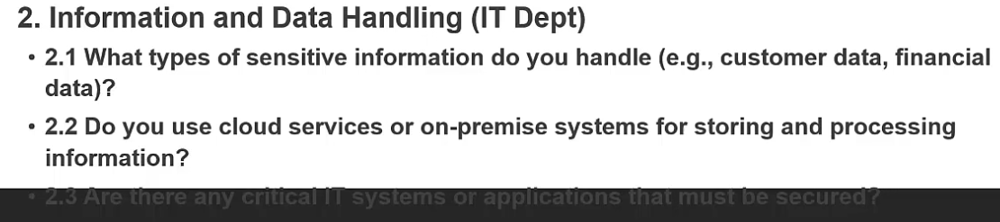 2. Information and Data Handling (IT Dept)
• 2.1 What types of sensitive information do you handle (e.g., customer data, financial
data)?
• 2.2 Do you use cloud services or on-premise systems for storing and processing
information?
• 2.3 Are there any critical IT systems or applications that must be secured?